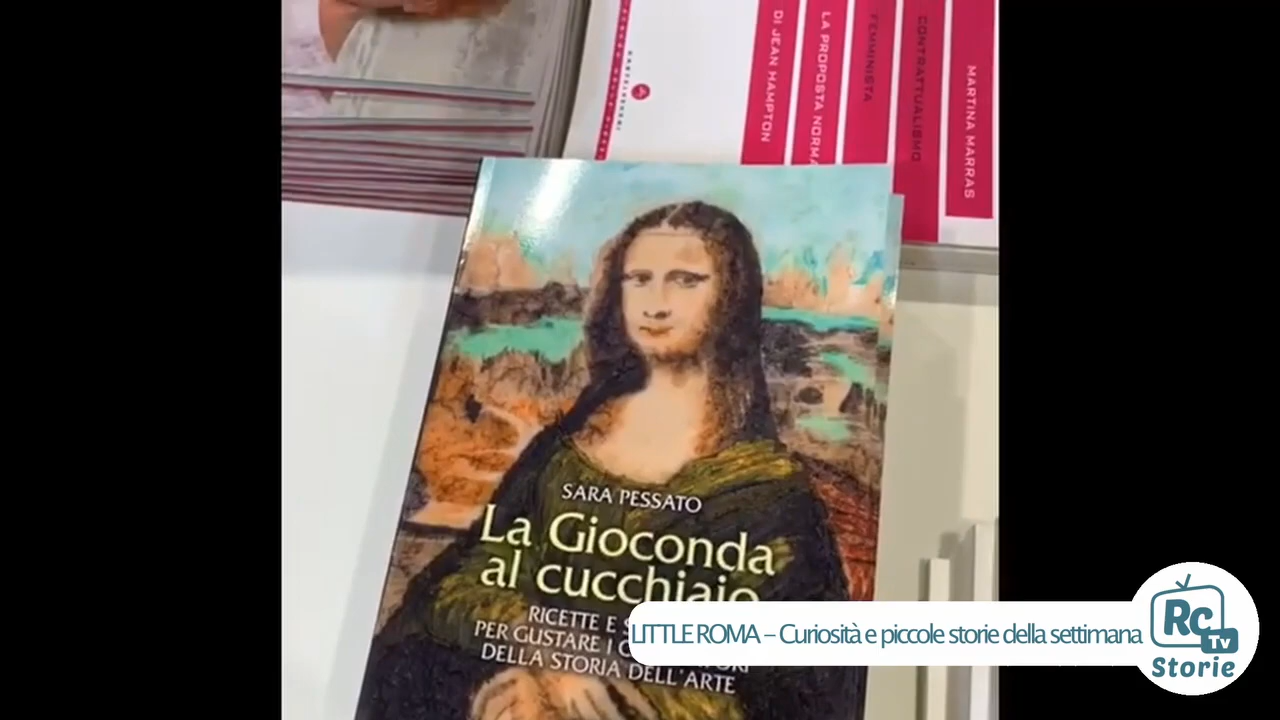 MARTINA MARRAS
CONTRATTUALISMO
FEMMINISTA
LA PROPOSTA
DI JEAN HAMPTON
SARA PESSATO
La Gioconda
al cucchiaio
RICETTE E
PER GUSTARE I
DELLA STORIA DELL'ARTE
LITTLE ROMA – Curiosità e piccole storie della settimana
Rc
Tv
Storie